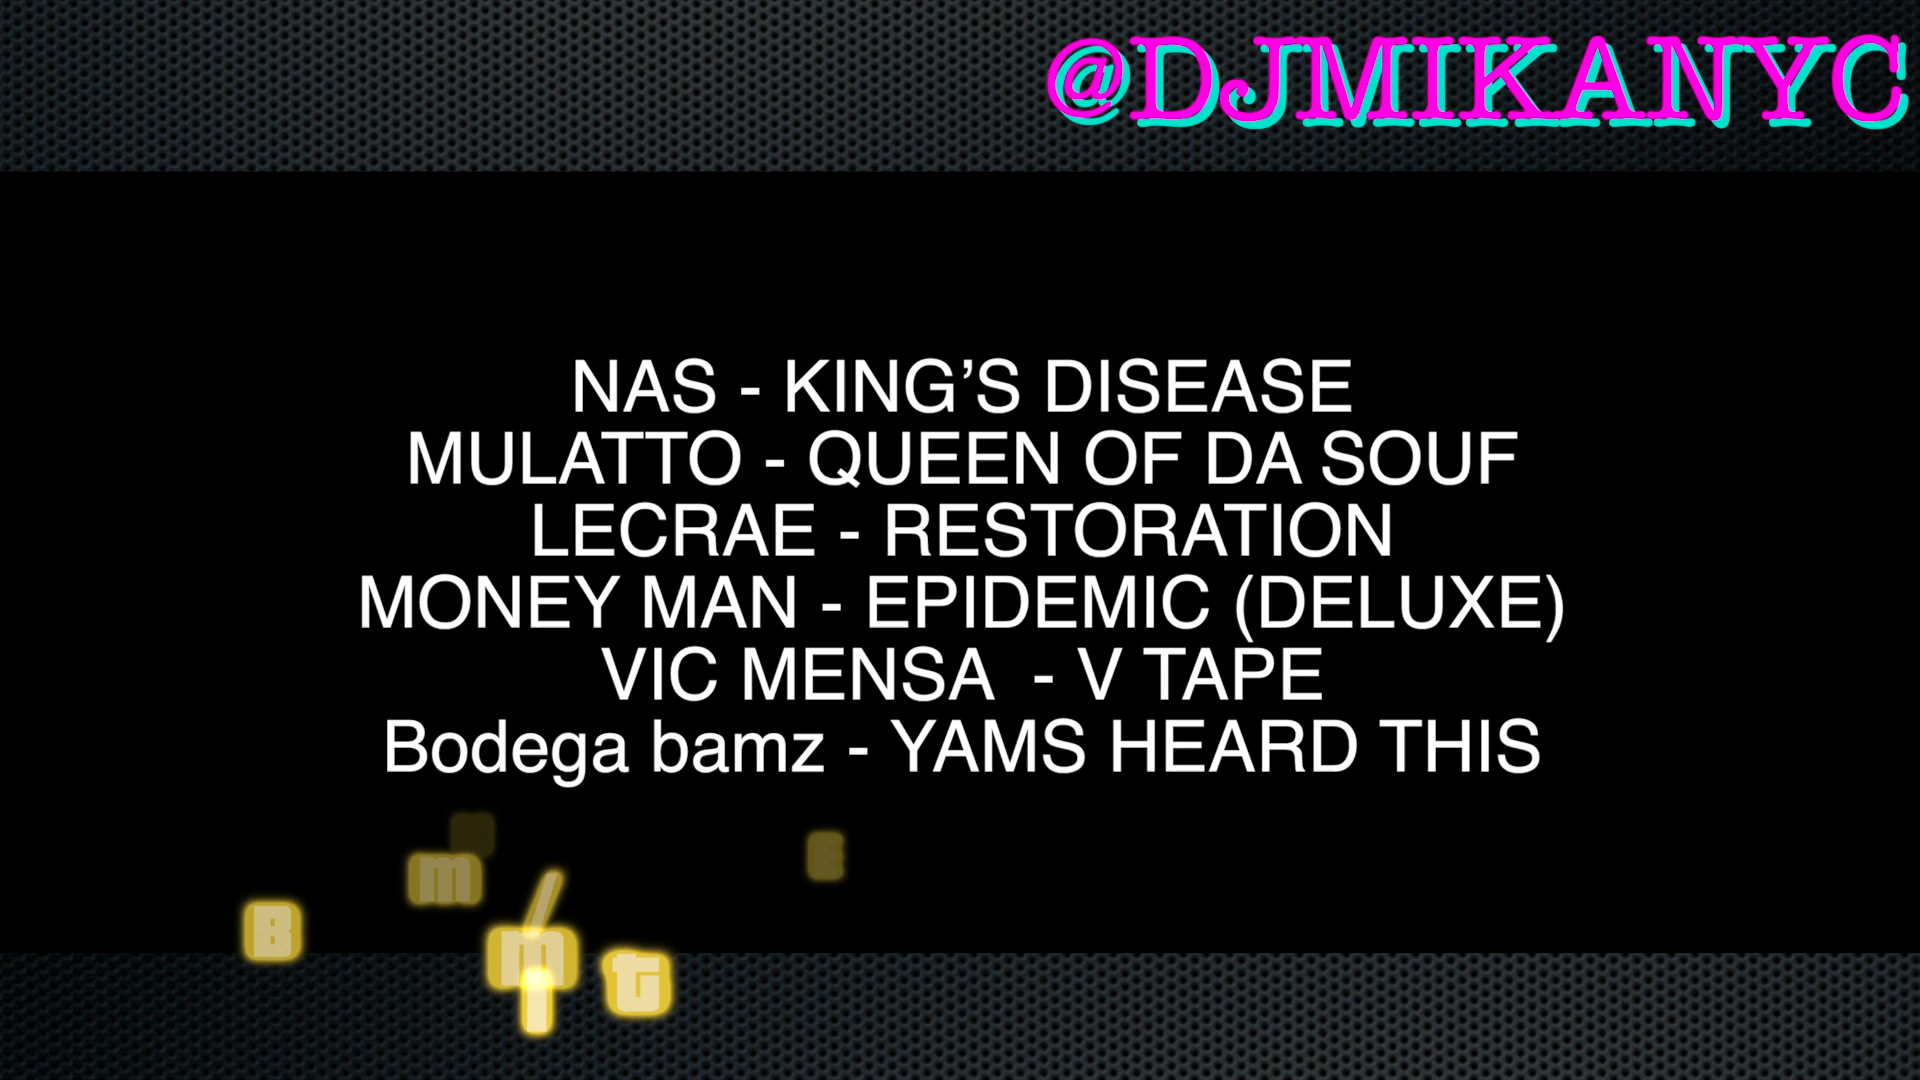 @DJMIKANYC
NAS - KING’S DISEASE
MULATTO - QUEEN OF DA SOUF
LECRAE - RESTORATION
MONEY MAN - EPIDEMIC (DELUXE)
VIC MENSA  - V TAPE
Bodega bamz - YAMS HEARD THIS